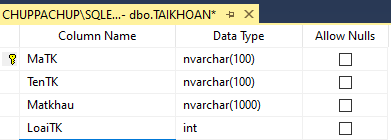 CHUPPACHUP\SQLE...- dbo.TAIKHOAN*
Column Name Data Type Allow Nulls
MaTK nvarchar(100)
TenTK nvarchar(100)
Matkhau nvarchar(1000)
LoaiTK int